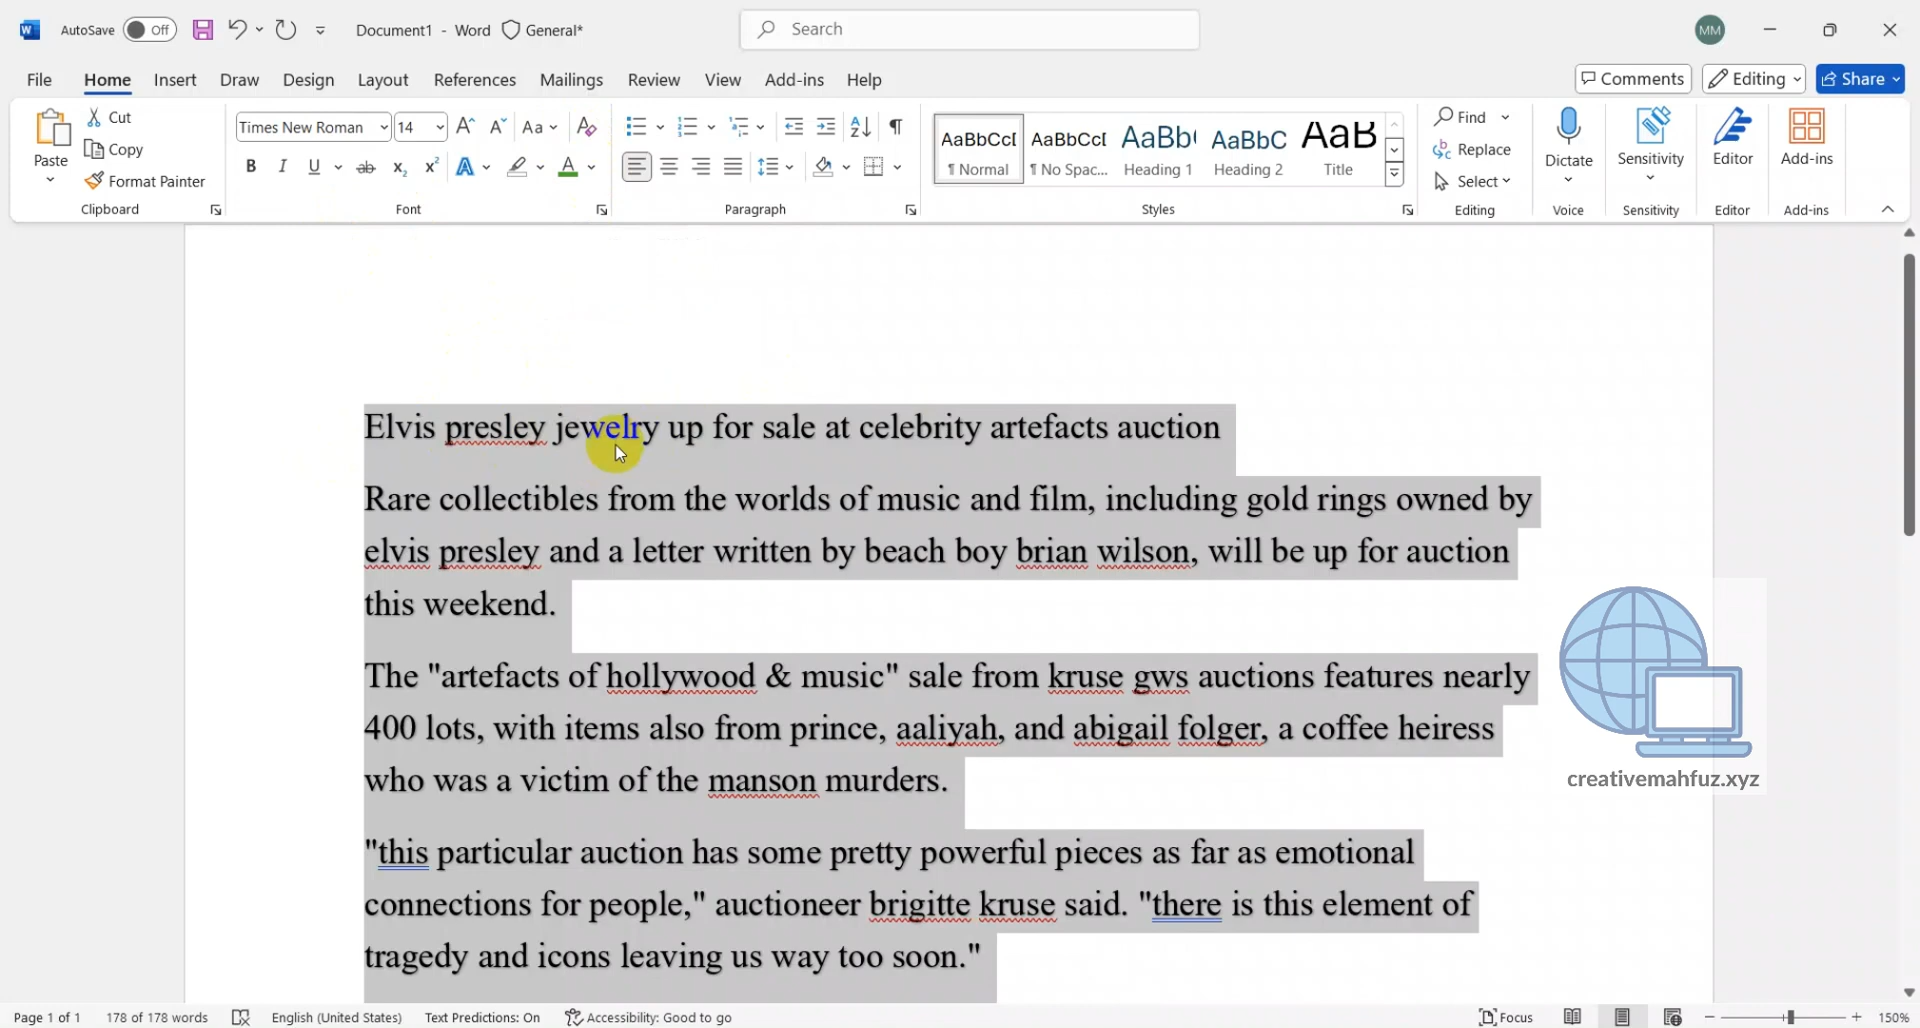 AutoSave Off Document1 - Word General* Search MM
File Home Insert Draw Design Layout References Mailings Review View Add-ins Help Comments Editing Share
Paste Cut Copy Format Painter Clipboard
Times New Roman 14 Aa Font
Paragraph
AaBbCcI ¶ Normal AaBbCcI ¶ No Spac... AaBb( Heading 1 AaBbC Heading 2 AaB Title Styles
Find Replace Select Editing
Dictate Voice
Sensitivity Sensitivity
Editor Editor
Add-ins Add-ins
Elvis presley jewelry up for sale at celebrity artefacts auction
Rare collectibles from the worlds of music and film, including gold rings owned by
elvis presley and a letter written by beach boy brian wilson, will be up for auction
this weekend.
The "artefacts of hollywood & music" sale from kruse gws auctions features nearly
400 lots, with items also from prince, aaliyah, and abigail folger, a coffee heiress
who was a victim of the manson murders.
"this particular auction has some pretty powerful pieces as far as emotional
connections for people," auctioneer brigitte kruse said. "there is this element of
tragedy and icons leaving us way too soon."
creativemahfuz.xyz
Page 1 of 1 178 of 178 words English (United States) Text Predictions: On Accessibility: Good to go Focus 150%